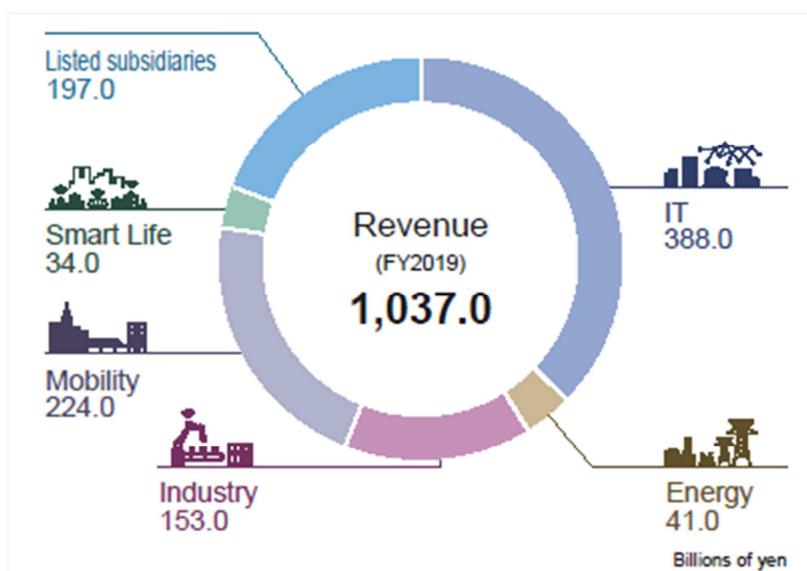 Listed subsidiaries
197.0
Smart Life
34.0
Mobility
224.0
Industry
153.0
Revenue
(FY2019)
1,037.0
IT
388.0
Energy
41.0
Billions of yen